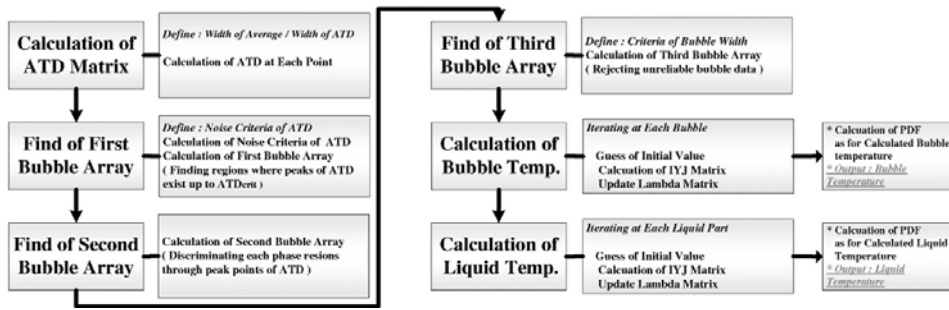 Calculation of
ATD Matrix
Define : Width of Average / Width of ATD
Calculation of ATD at Each Point
Find of First
Bubble Array
Define : Noise Criteria of ATD
Calculation of Noise Criteria of ATD
Calculation of First Bubble Array
( Finding regions where peaks of ATD
exist up to ATDcrit )
Find of Second
Bubble Array
Calculation of Second Bubble Array
( Discriminating each phase resions
through peak points of ATD )
Find of Third
Bubble Array
Define : Criteria of Bubble Width
Calculation of Third Bubble Array
( Rejecting unreliable bubble data )
Calculation of
Bubble Temp.
Iterating at Each Bubble
Guess of Initial Value
Calcuation of IYJ Matrix
Update Lambda Matrix
* Calcuation of PDF
as for Calculated Bubble
temperature
* Output : Bubble
Temperature
Calculation of
Liquid Temp.
Iterating at Each Liquid Part
Guess of Initial Value
Calcuation of IYJ Matrix
Update Lambda Matrix
* Calcuation of PDF
as for Calculated Liquid
Temperature
* Output : Liquid
Temperature